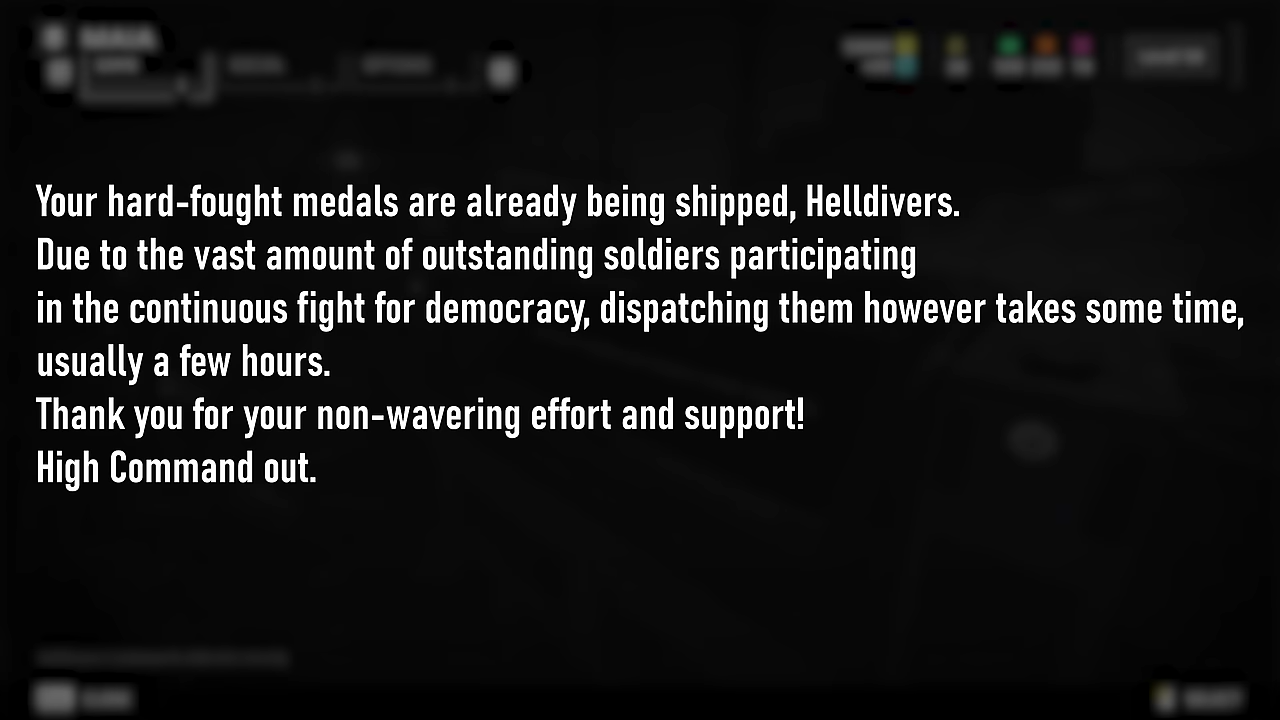 Your hard-fought medals are already being shipped, Helldivers.
Due to the vast amount of outstanding soldiers participating
in the continuous fight for democracy, dispatching them however takes some time,
usually a few hours.
Thank you for your non-wavering effort and support!
High Command out.